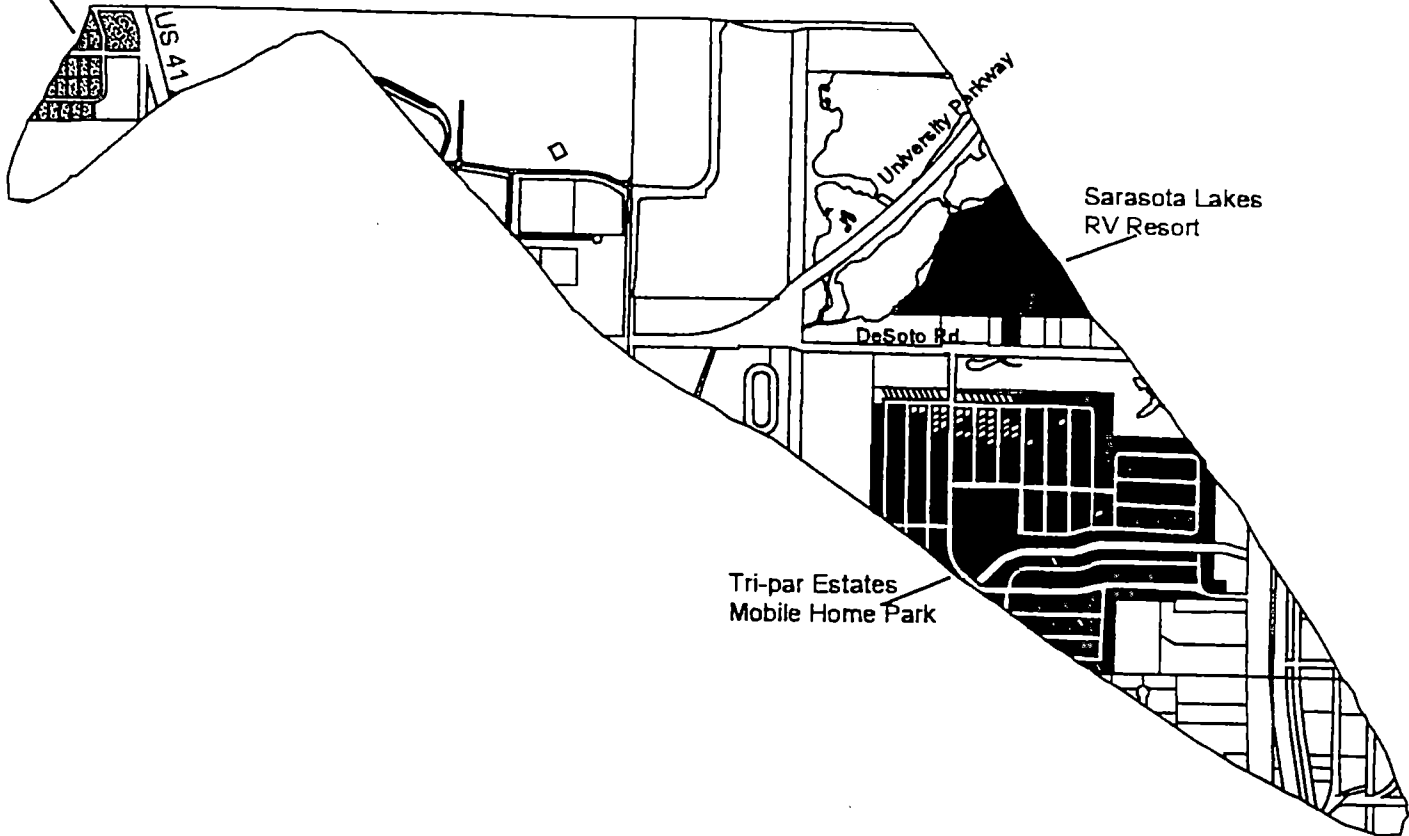 US 41
University Parkway
Sarasota Lakes
RV Resort
DeSoto Rd.
Tri-par Estates
Mobile Home Park